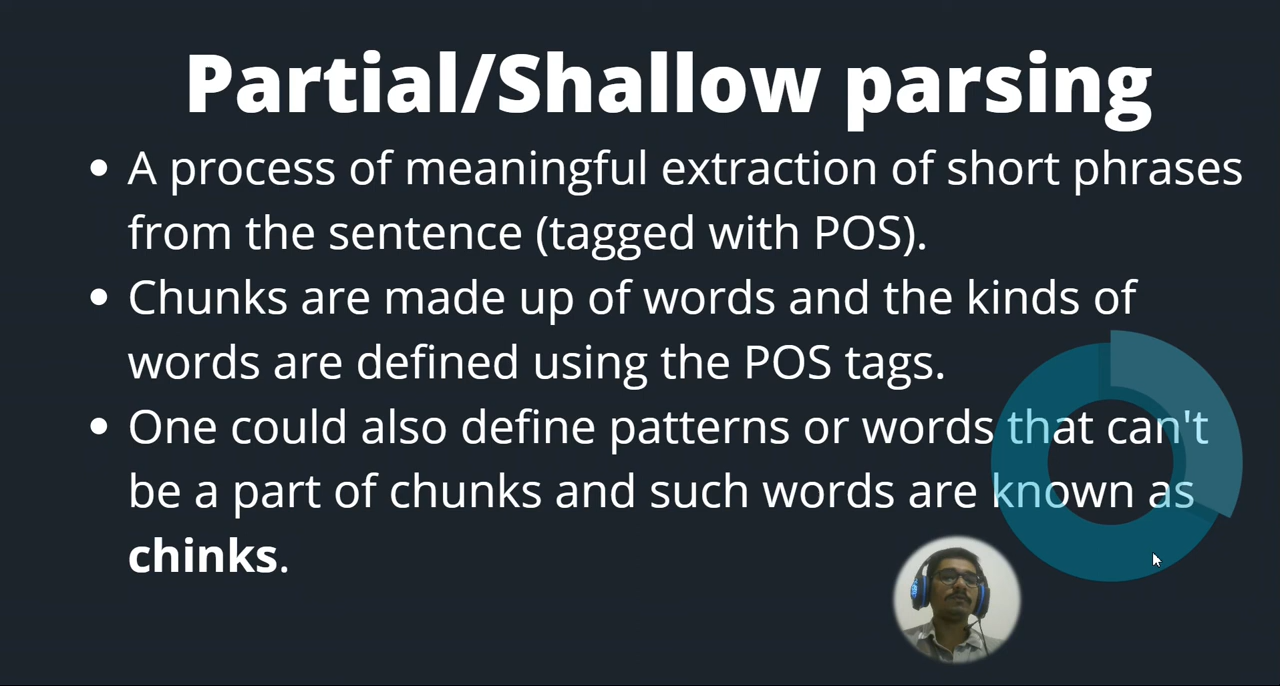 Partial/Shallow parsing
• A process of meaningful extraction of short phrases
from the sentence (tagged with POS).
• Chunks are made up of words and the kinds of
words are defined using the POS tags.
• One could also define patterns or words that can't
be a part of chunks and such words are known as
chinks.